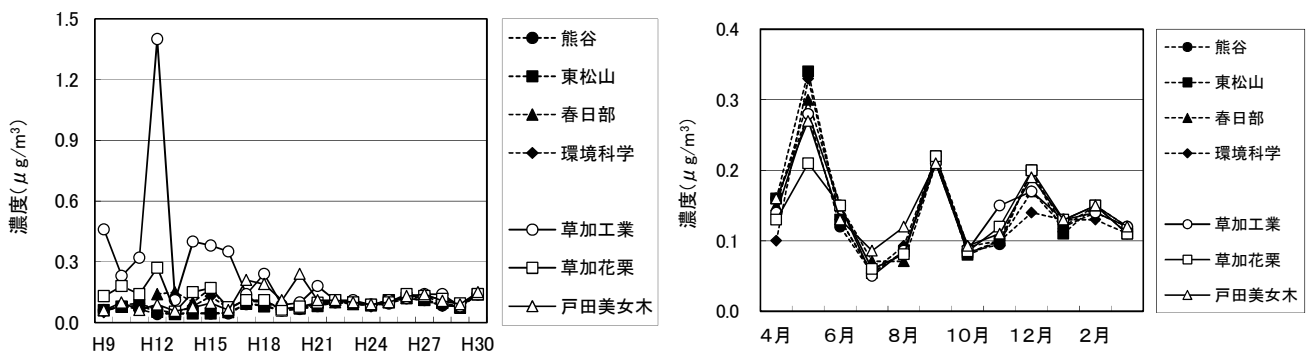 濃度(μg/m³)
1.5
1.2
0.9
0.6
0.3
0.0
H9 H12 H15 H18 H21 H24 H27 H30
熊谷
東松山
春日部
環境科学
草加工業
草加花栗
戸田美女木
濃度(μg/m³)
0.4
0.3
0.2
0.1
0.0
4月 6月 8月 10月 12月 2月
熊谷
東松山
春日部
環境科学
草加工業
草加花栗
戸田美女木